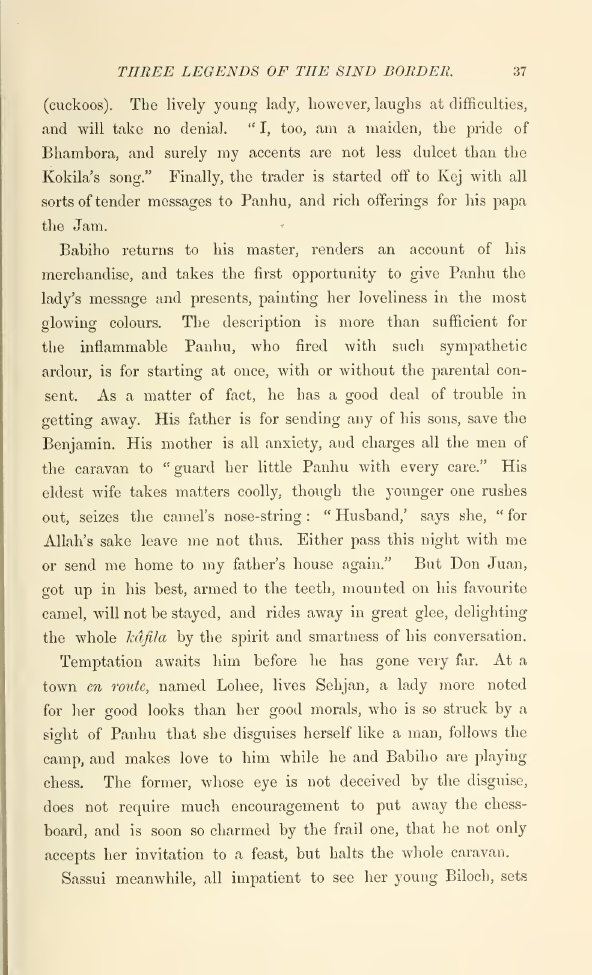 THREE LEGENDS OF THE SIND BORDER. 37
(cuckoos). The lively young lady, however, laughs at difficulties,
and will take no denial. “I, too, am a maiden, the pride of
Bhambora, and surely my accents are not less dulcet than the
Kokila's song.” Finally, the trader is started off to Kej with all
sorts of tender messages to Panhu, and rich offerings for his papa
the Jam.
Babiho returns to his master, renders an account of his
merchandise, and takes the first opportunity to give Panhu the
lady's message and presents, painting her loveliness in the most
glowing colours. The description is more than sufficient for
the inflammable Panhu, who fired with such sympathetic
ardour, is for starting at once, with or without the parental con-
sent. As a matter of fact, he has a good deal of trouble in
getting away. His father is for sending any of his sons, save the
Benjamin. His mother is all anxiety, and charges all the men of
the caravan to “guard her little Panhu with every care.” His
eldest wife takes matters coolly, though the younger one rushes
out, seizes the camel's nose-string: “Husband,' says she, “for
Allah's sake leave me not thus. Either pass this night with me
or send me home to my father's house again.” But Don Juan,
got up in his best, armed to the teeth, mounted on his favourite
camel, will not be stayed, and rides away in great glee, delighting
the whole kâfila by the spirit and smartness of his conversation.
Temptation awaits him before he has gone very far. At a
town en route, named Lohee, lives Sehjan, a lady more noted
for her good looks than her good morals, who is so struck by a
sight of Panhu that she disguises herself like a man, follows the
camp, and makes love to him while he and Babiho are playing
chess. The former, whose eye is not deceived by the disguise,
does not require much encouragement to put away the chess-
board, and is soon so charmed by the frail one, that he not only
accepts her invitation to a feast, but halts the whole caravan.
Sassui meanwhile, all impatient to see her young Biloch, sets